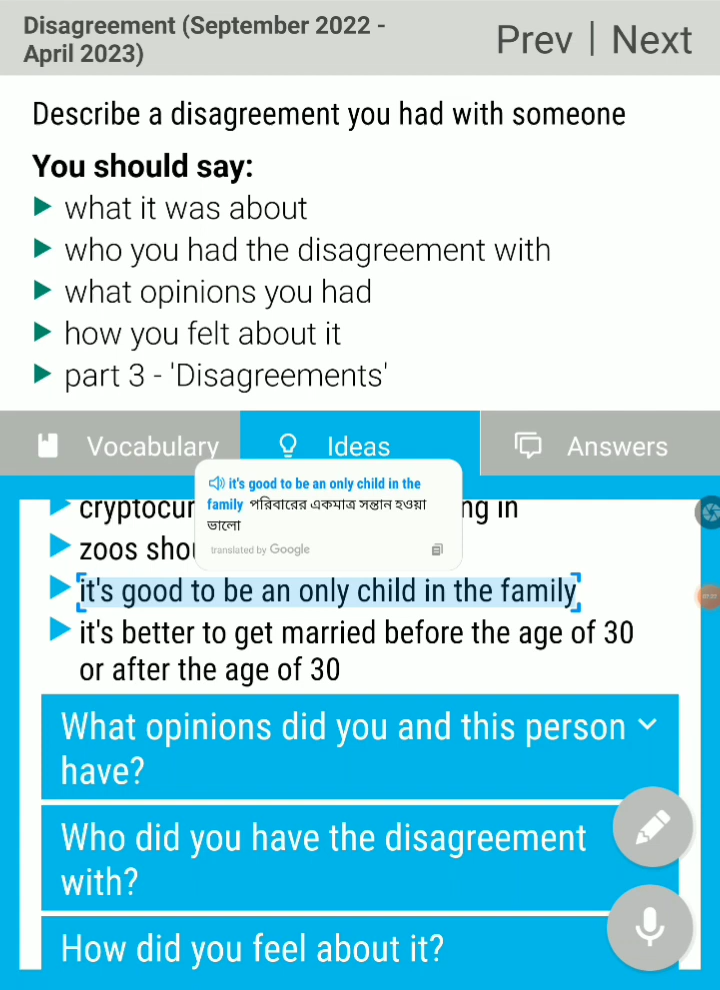 Disagreement (September 2022 -
April 2023)
Prev | Next
Describe a disagreement you had with someone
You should say:
what it was about
who you had the disagreement with
what opinions you had
how you felt about it
part 3 - 'Disagreements'
Vocabulary
Ideas
Answers
it's good to be an only child in the
family পরিবারের একমাত্র সন্তান হওয়া
ভালো
translated by Google
cryptocur ng in
zoos sho
it's good to be an only child in the family
it's better to get married before the age of 30
or after the age of 30
What opinions did you and this person
have?
Who did you have the disagreement
with?
How did you feel about it?